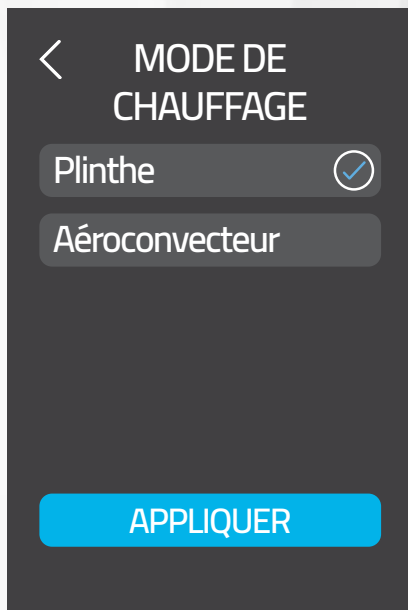 MODE DE
CHAUFFAGE
Plinthe
Aéroconvecteur
APPLIQUER